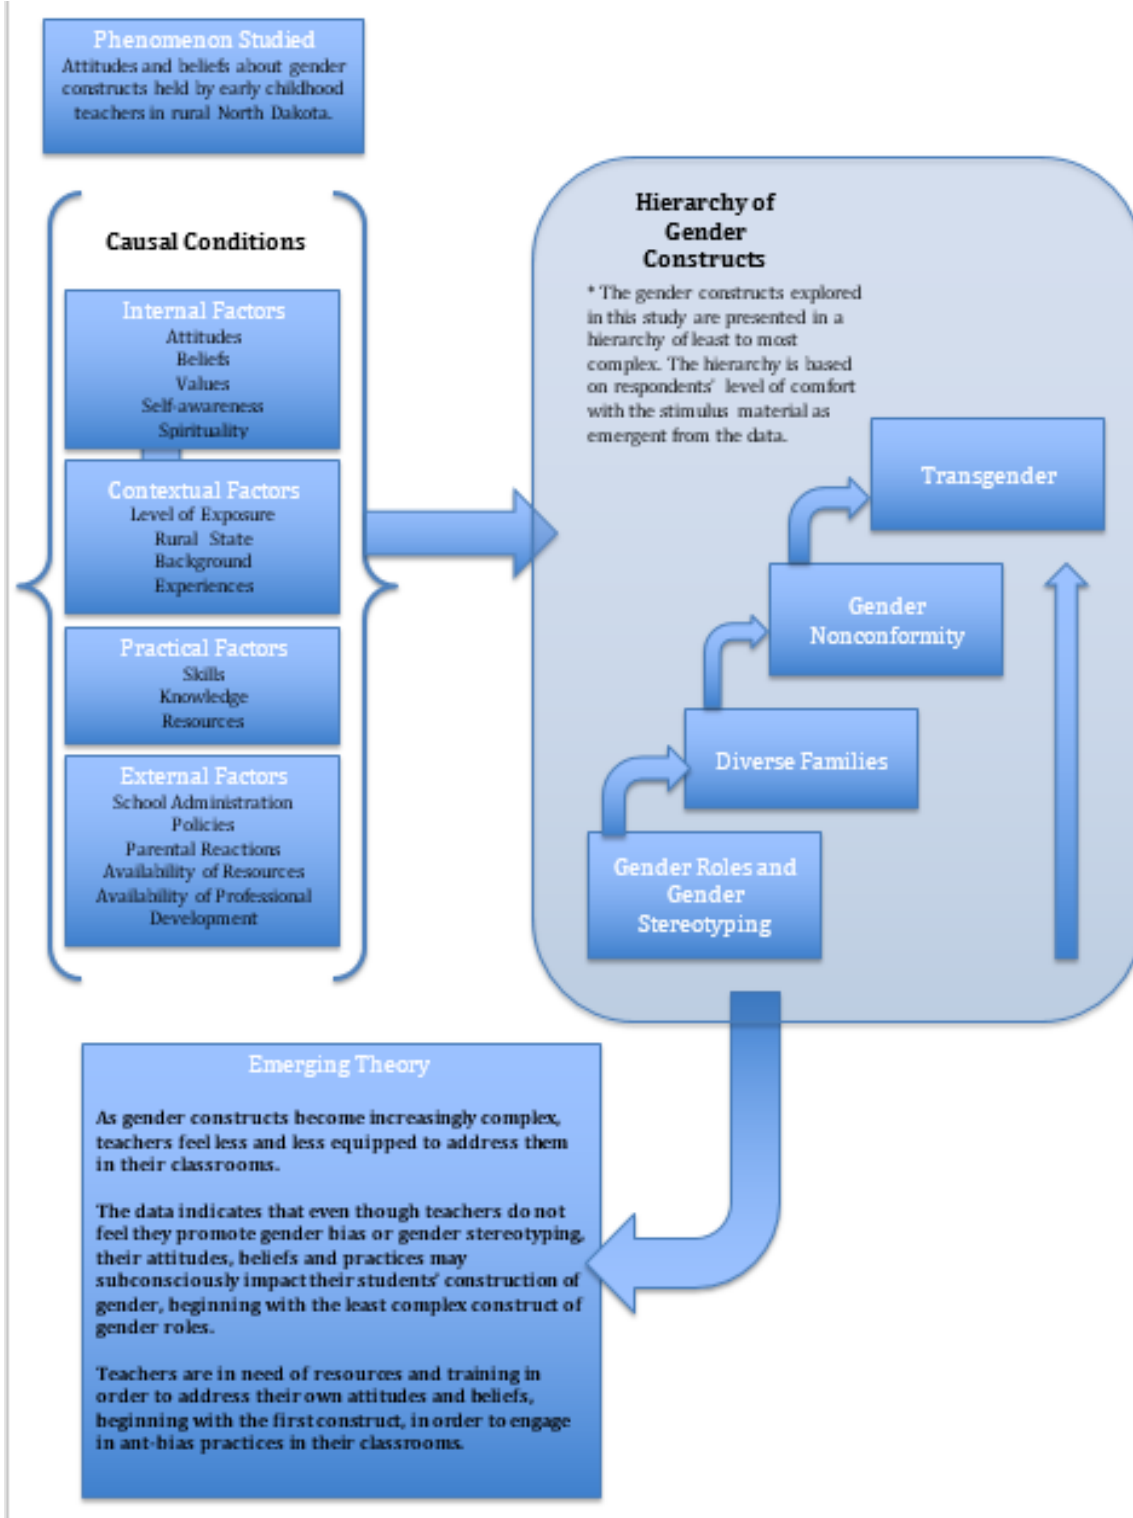 Phenomenon Studied
Attitudes and beliefs about gender
constructs held by early childhood
teachers in rural North Dakota.
Causal Conditions
Internal Factors
Attitudes
Beliefs
Values
Self-awareness
Spirituality
Contextual Factors
Level of Exposure
Rural State
Background
Experiences
Practical Factors
Skills
Knowledge
Resources
External Factors
School Administration
Policies
Parental Reactions
Availability of Resources
Availability of Professional
Development
Hierarchy of
Gender
Constructs
* The gender constructs explored
in this study are presented in a
hierarchy of least to most
complex. The hierarchy is based
on respondents' level of comfort
with the stimulus material as
emergent from the data.
Transgender
Gender
Nonconformity
Diverse Families
Gender Roles and
Gender
Stereotyping
Emerging Theory
As gender constructs become increasingly complex,
teachers feel less and less equipped to address them
in their classrooms.
The data indicates that even though teachers do not
feel they promote gender bias or gender stereotyping,
their attitudes, beliefs and practices may
subconsciously impact their students' construction of
gender, beginning with the least complex construct of
gender roles.
Teachers are in need of resources and training in
order to address their own attitudes and beliefs,
beginning with the first construct, in order to engage
in ant-bias practices in their classrooms.